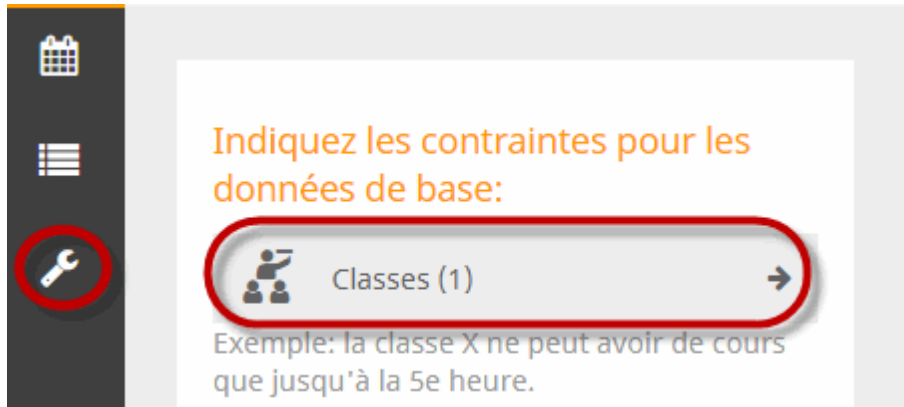 Indiquez les contraintes pour les
données de base:
Classes (1)
Exemple: la classe X ne peut avoir de cours
que jusqu'à la 5e heure.